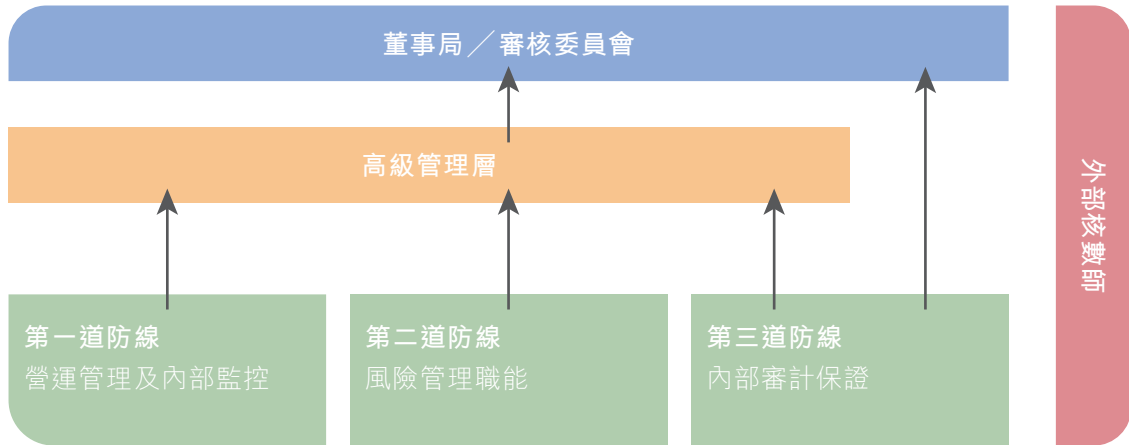 董事局／審核委員會
高級管理層
第一道防線
營運管理及內部監控
第二道防線
風險管理職能
第三道防線
內部審計保證
外部核數師